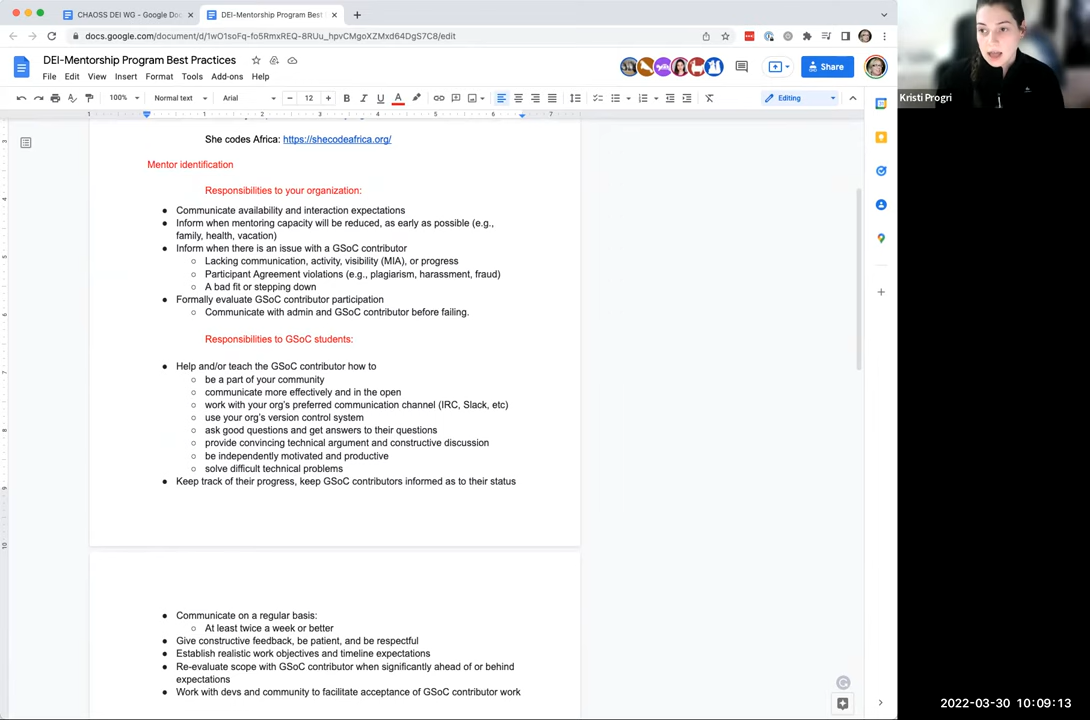 CHAOSS DEI WG - Google Do
DEI-Mentorship Program Best
docs.google.com/document/d/1wO1soFq-fo5RmxREQ-8RUu_hpvCMgoXZMxd64DgS7C8/edit
DEI-Mentorship Program Best Practices
File Edit View Insert Format Tools Add-ons Help
Share
Kristi Progri
100% Normal text Arial 12 Editing
She codes Africa: https://shecodeafrica.org/
Mentor identification
Responsibilities to your organization:
● Communicate availability and interaction expectations
● Inform when mentoring capacity will be reduced, as early as possible (e.g.,
family, health, vacation)
● Inform when there is an issue with a GSoC contributor
○ Lacking communication, activity, visibility (MIA), or progress
○ Participant Agreement violations (e.g., plagiarism, harassment, fraud)
○ A bad fit or stepping down
● Formally evaluate GSoC contributor participation
○ Communicate with admin and GSoC contributor before failing.
Responsibilities to GSoC students:
● Help and/or teach the GSoC contributor how to
○ be a part of your community
○ communicate more effectively and in the open
○ work with your org's preferred communication channel (IRC, Slack, etc)
○ use your org's version control system
○ ask good questions and get answers to their questions
○ provide convincing technical argument and constructive discussion
○ be independently motivated and productive
○ solve difficult technical problems
● Keep track of their progress, keep GSoC contributors informed as to their status
● Communicate on a regular basis:
○ At least twice a week or better
● Give constructive feedback, be patient, and be respectful
● Establish realistic work objectives and timeline expectations
● Re-evaluate scope with GSoC contributor when significantly ahead of or behind
expectations
● Work with devs and community to facilitate acceptance of GSoC contributor work
2022-03-30 10:09:13